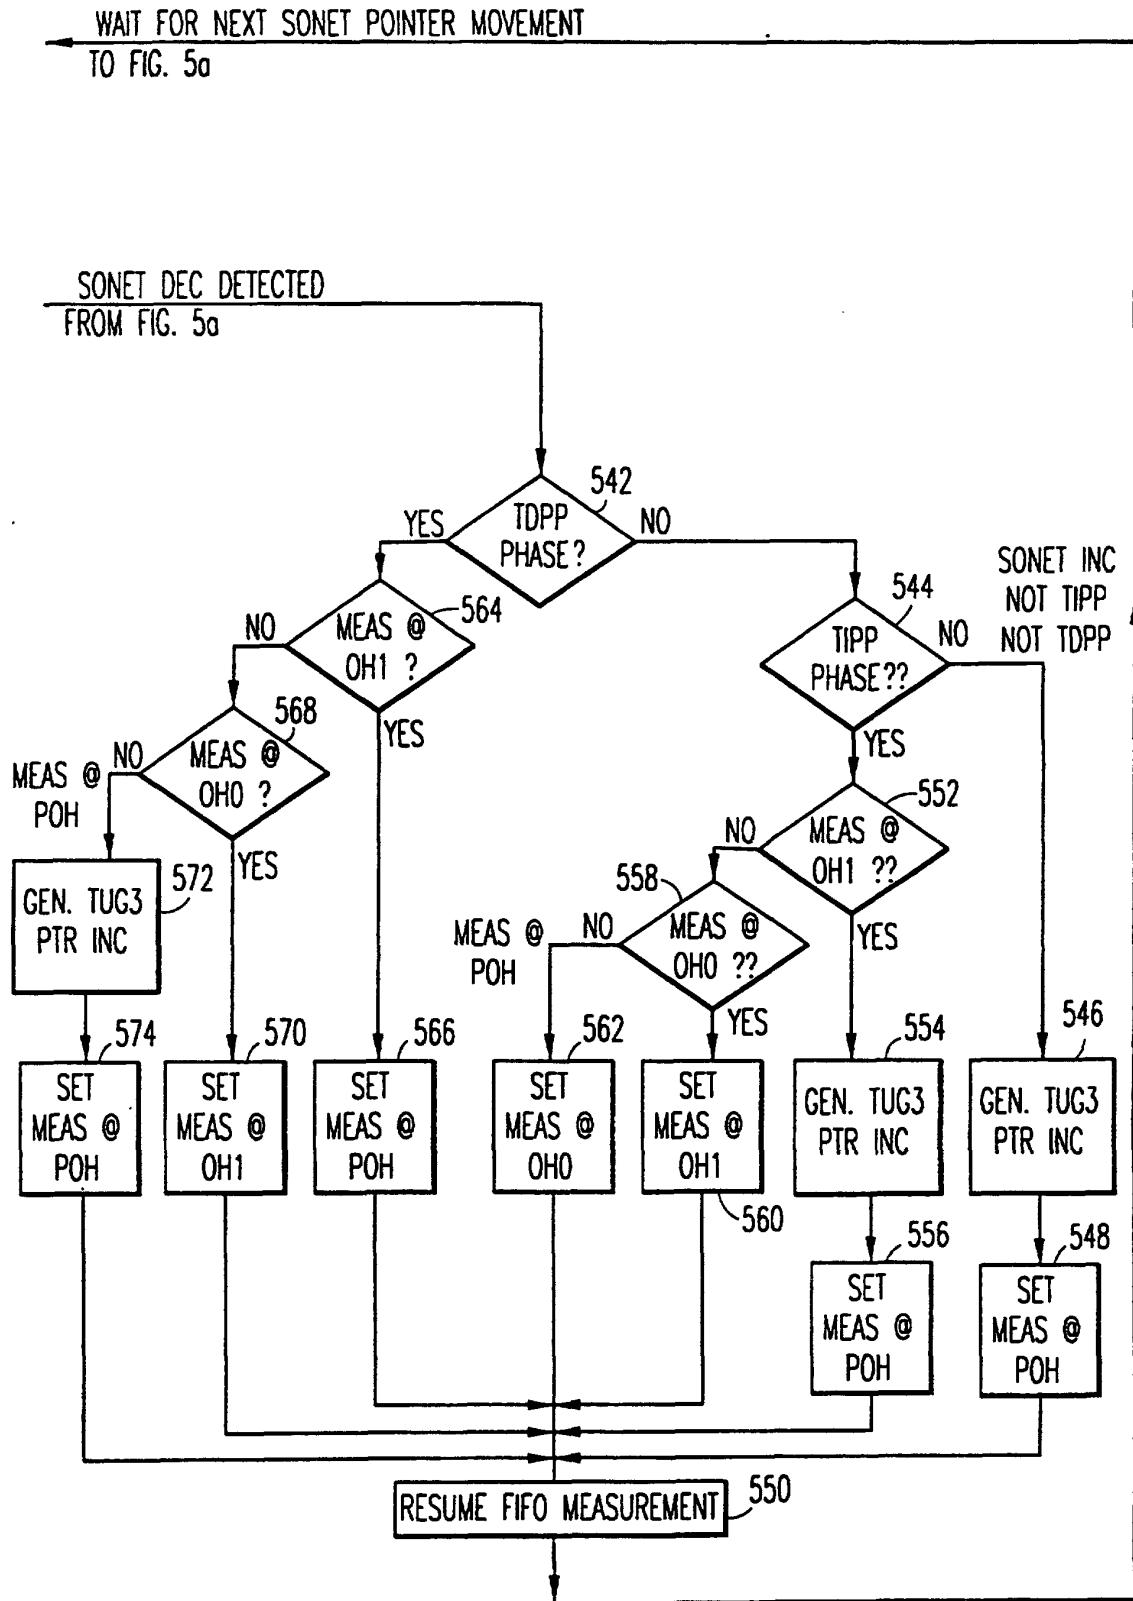 WAIT FOR NEXT SONET POINTER MOVEMENT
TO FIG. 5a
SONET DEC DETECTED
FROM FIG. 5a
542
TDPP
PHASE?
YES
NO
564
MEAS @
OH1 ?
NO
YES
544
TIPP
PHASE??
NO
YES
SONET INC
NOT TIPP
NOT TDPP
568
MEAS @
OH0 ?
NO
YES
MEAS @
POH
552
MEAS @
OH1 ??
NO
YES
558
MEAS @
OH0 ??
NO
YES
MEAS @
POH
572
GEN. TUG3
PTR INC
574
SET
MEAS @
POH
570
SET
MEAS @
OH1
566
SET
MEAS @
POH
562
SET
MEAS @
OH0
SET
MEAS @
OH1
560
554
GEN. TUG3
PTR INC
546
GEN. TUG3
PTR INC
556
SET
MEAS @
POH
548
SET
MEAS @
POH
RESUME FIFO MEASUREMENT
550